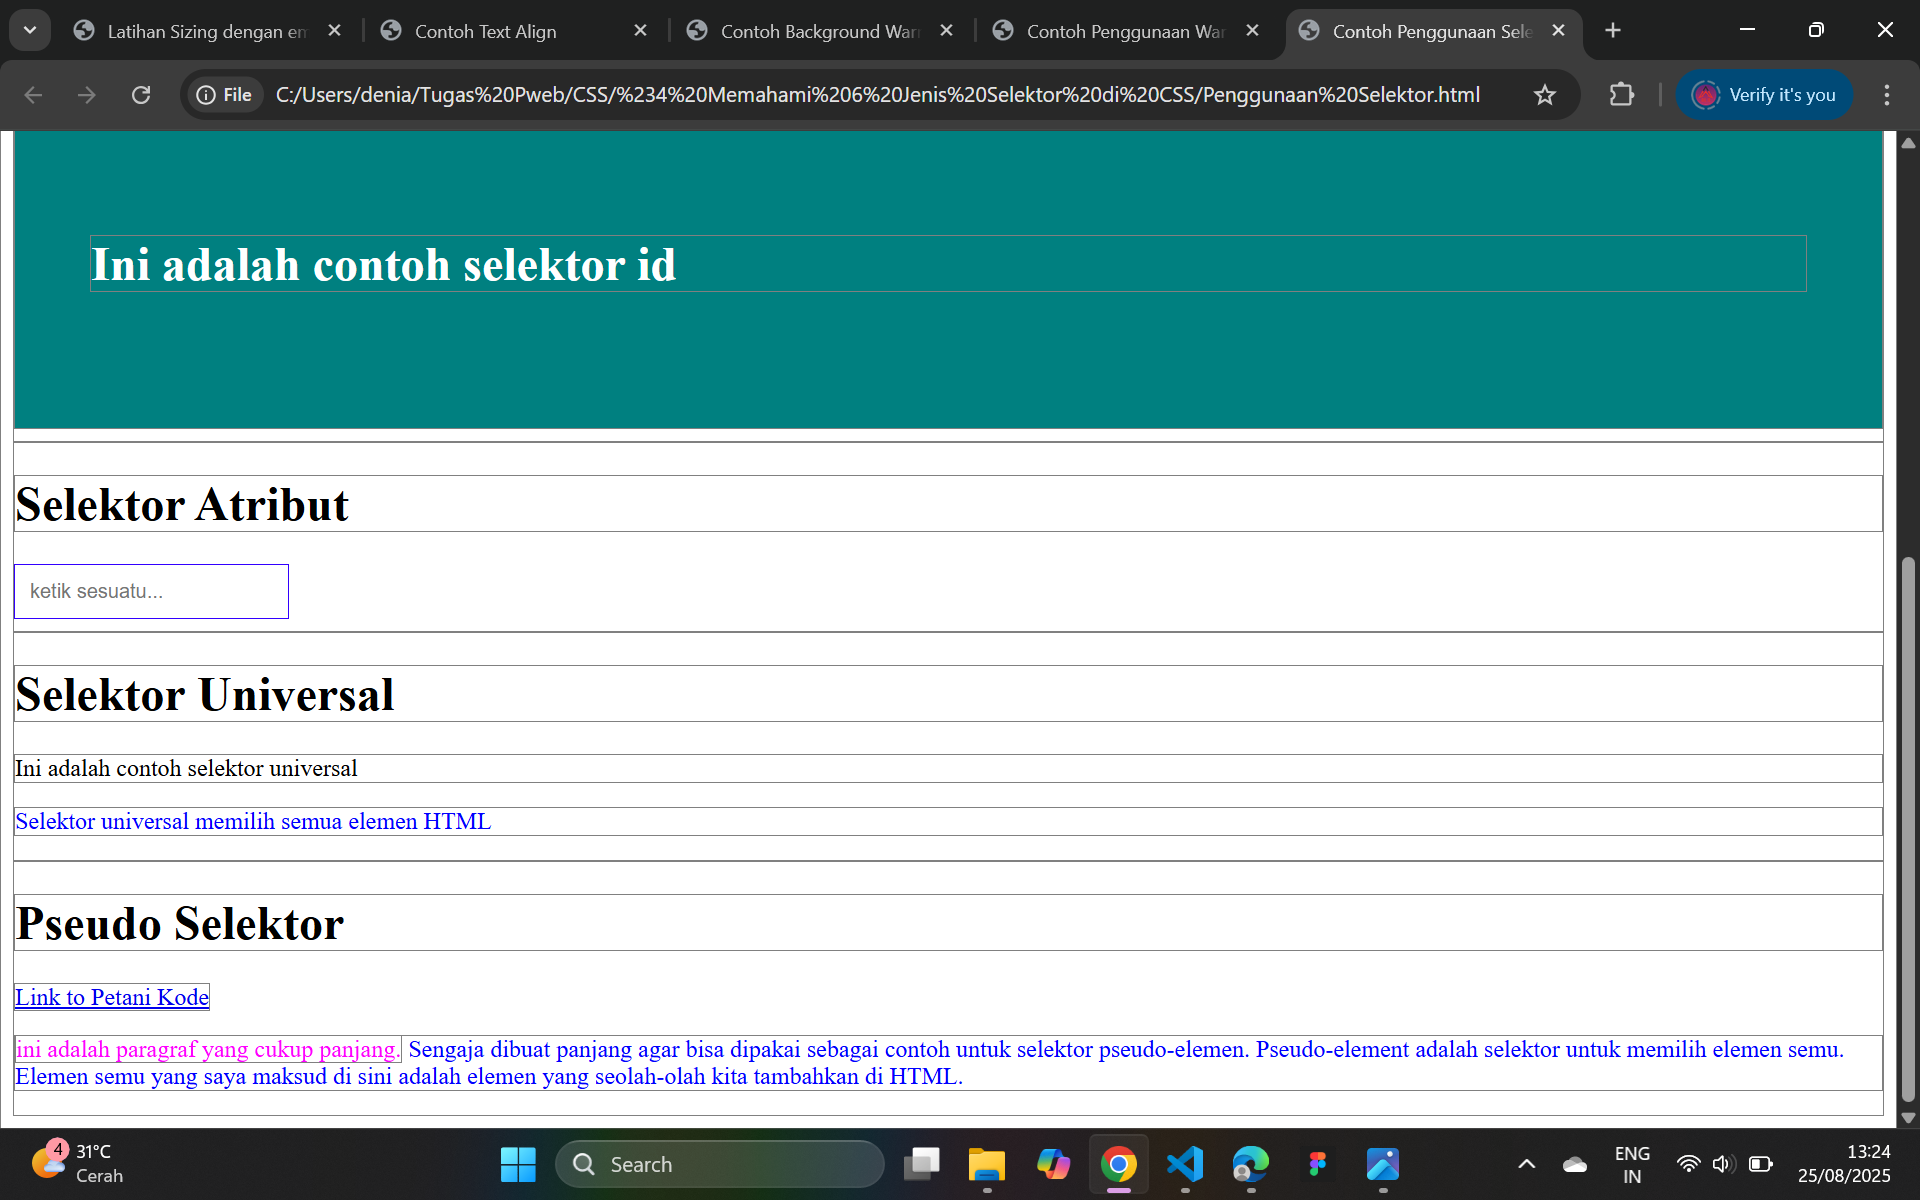 Latihan Sizing dengan em
Contoh Text Align
Contoh Background War
Contoh Penggunaan War
Contoh Penggunaan Sele
File
C:/Users/denia/Tugas%20Pweb/CSS/%234%20Memahami%206%20Jenis%20Selektor%20di%20CSS/Penggunaan%20Selektor.html
Verify it's you
Ini adalah contoh selektor id
Selektor Atribut
ketik sesuatu...
Selektor Universal
Ini adalah contoh selektor universal
Selektor universal memilih semua elemen HTML
Pseudo Selektor
Link to Petani Kode
ini adalah paragraf yang cukup panjang. Sengaja dibuat panjang agar bisa dipakai sebagai contoh untuk selektor pseudo-elemen. Pseudo-element adalah selektor untuk memilih elemen semu.
Elemen semu yang saya maksud di sini adalah elemen yang seolah-olah kita tambahkan di HTML.
4
31°C
Cerah
Search
ENG
IN
13:24
25/08/2025